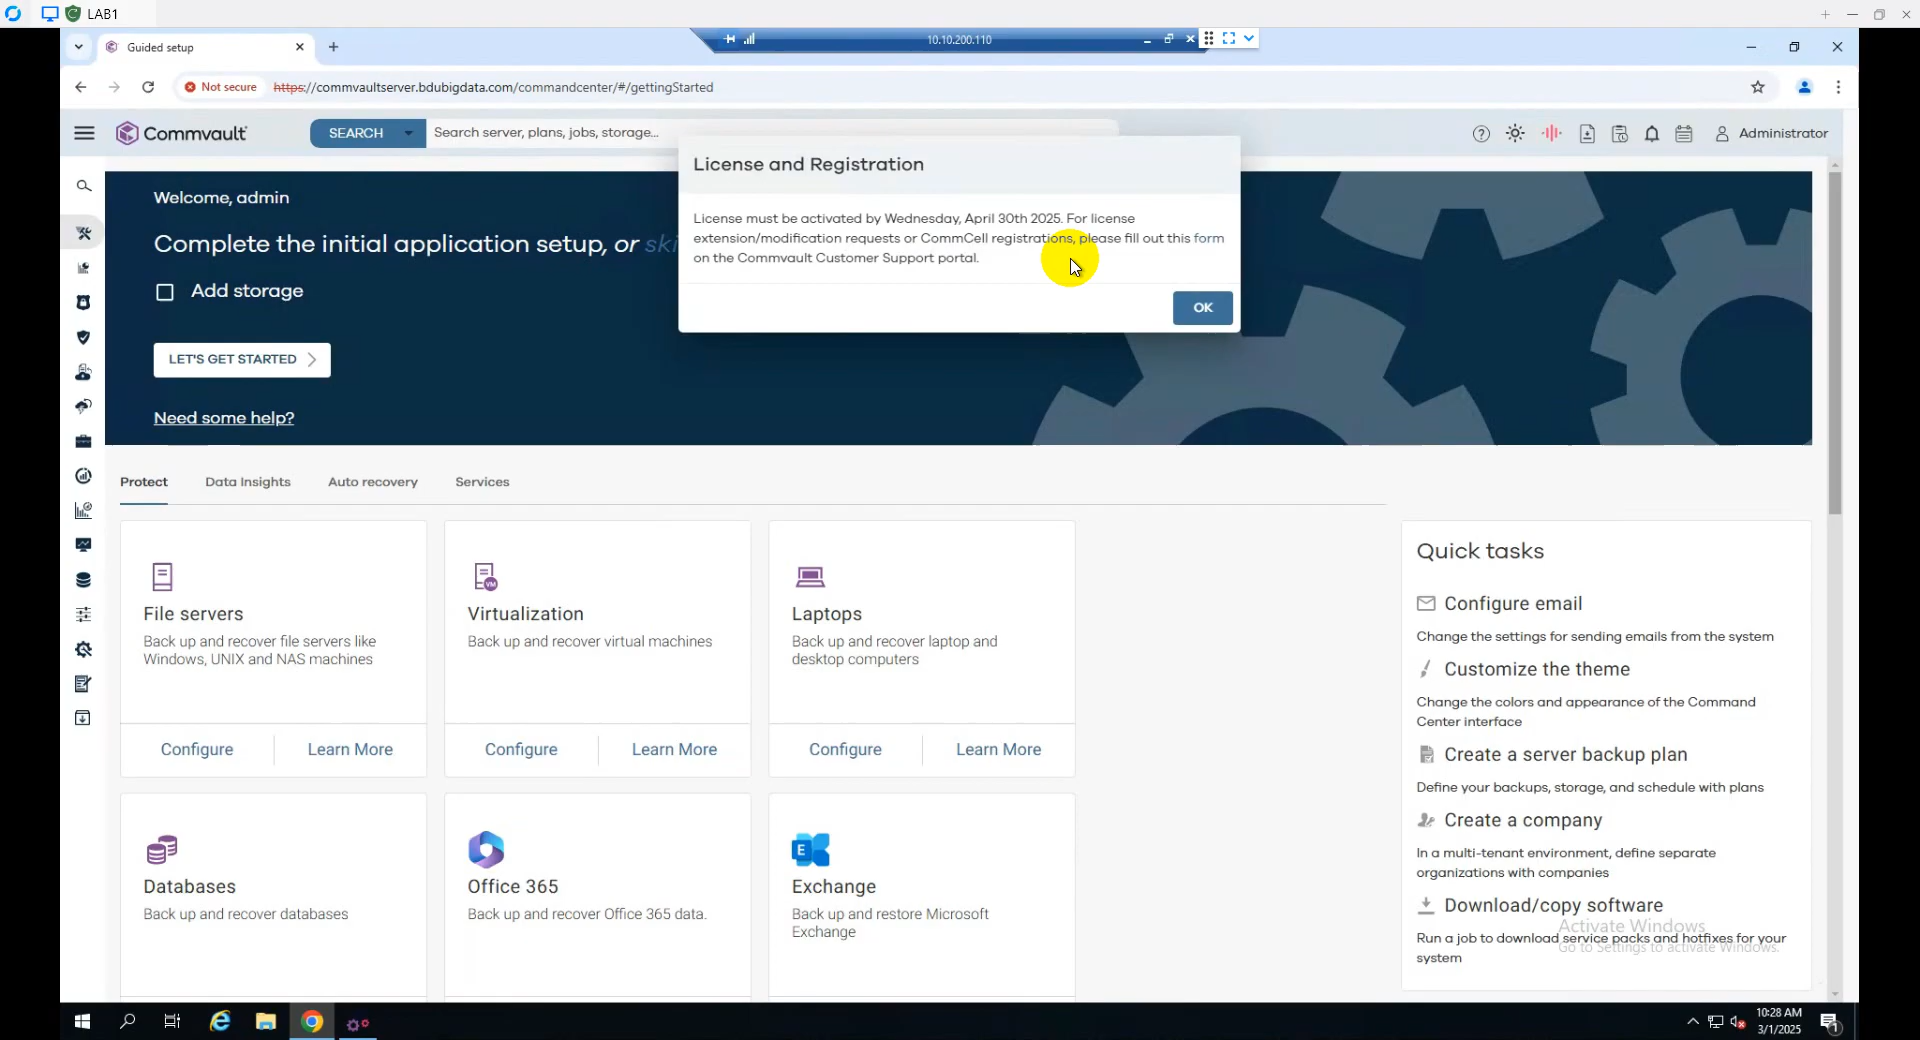 LAB1
Guided setup
10.10.200.110
Not secure https://commvaultserver.bdubigdata.com/commandcenter/#/gettingStarted
Commvault
SEARCH
Search server, plans, jobs, storage...
Administrator
License and Registration
License must be activated by Wednesday, April 30th 2025. For license
extension/modification requests or CommCell registrations, please fill out this form
on the Commvault Customer Support portal.
OK
Welcome, admin
Complete the initial application setup, or
Add storage
LET'S GET STARTED
Need some help?
Protect
Data Insights
Auto recovery
Services
File servers
Back up and recover file servers like
Windows, UNIX and NAS machines
Configure
Learn More
Virtualization
Back up and recover virtual machines
Configure
Learn More
Laptops
Back up and recover laptop and
desktop computers
Configure
Learn More
Databases
Back up and recover databases
Office 365
Back up and recover Office 365 data.
Exchange
Back up and restore Microsoft
Exchange
Quick tasks
Configure email
Change the settings for sending emails from the system
Customize the theme
Change the colors and appearance of the Command
Center interface
Create a server backup plan
Define your backups, storage, and schedule with plans
Create a company
In a multi-tenant environment, define separate
organizations with companies
Download/copy software
Run a job to download service packs and hotfixes for your
system
Activate Windows
Go to Settings to activate Windows.
10:28 AM
3/1/2025